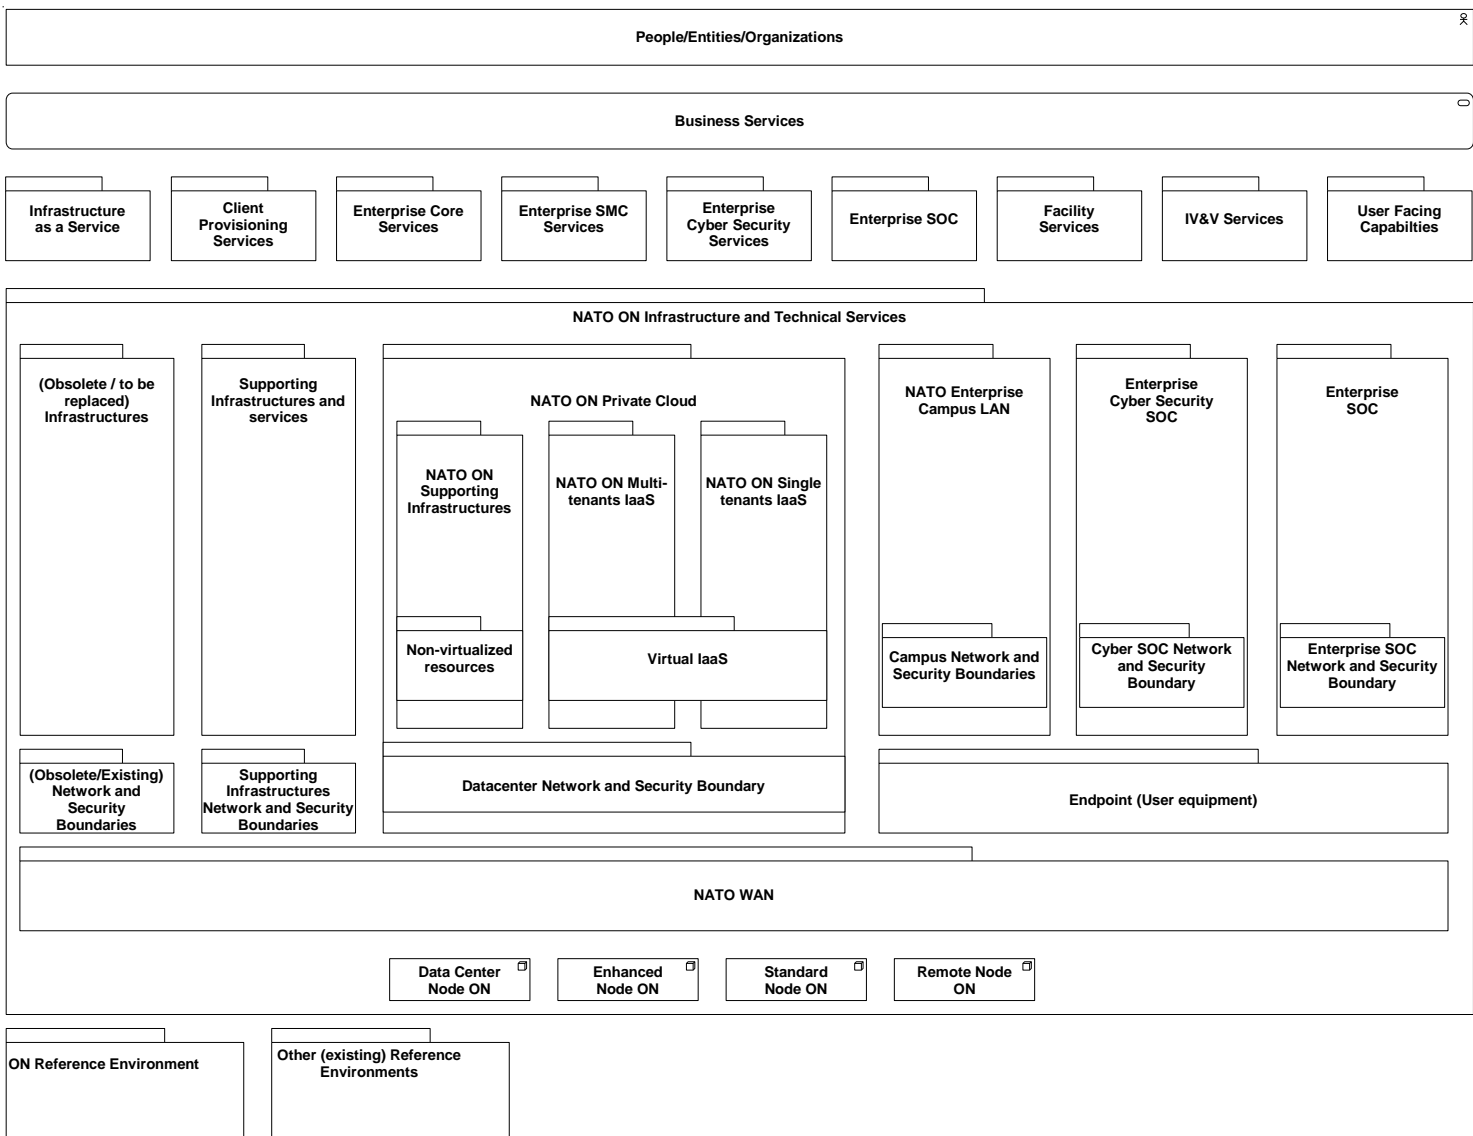 People/Entities/Organizations
Business Services
Infrastructure
as a Service
Client
Provisioning
Services
Enterprise Core
Services
Enterprise SMC
Services
Enterprise
Cyber Security
Services
Enterprise SOC
Facility
Services
IV&V Services
User Facing
Capabilties
NATO ON Infrastructure and Technical Services
(Obsolete / to be
replaced)
Infrastructures
Supporting
Infrastructures and
services
NATO ON Private Cloud
NATO ON
Supporting
Infrastructures
NATO ON Multi-
tenants IaaS
NATO ON Single
tenants IaaS
Non-virtualized
resources
Virtual IaaS
NATO Enterprise
Campus LAN
Enterprise
Cyber Security
SOC
Enterprise
SOC
Campus Network and
Security Boundaries
Cyber SOC Network
and Security
Boundary
Enterprise SOC
Network and Security
Boundary
(Obsolete/Existing)
Network and
Security
Boundaries
Supporting
Infrastructures
Network and Security
Boundaries
Datacenter Network and Security Boundary
Endpoint (User equipment)
NATO WAN
Data Center
Node ON
Enhanced
Node ON
Standard
Node ON
Remote Node
ON
ON Reference Environment
Other (existing) Reference
Environments